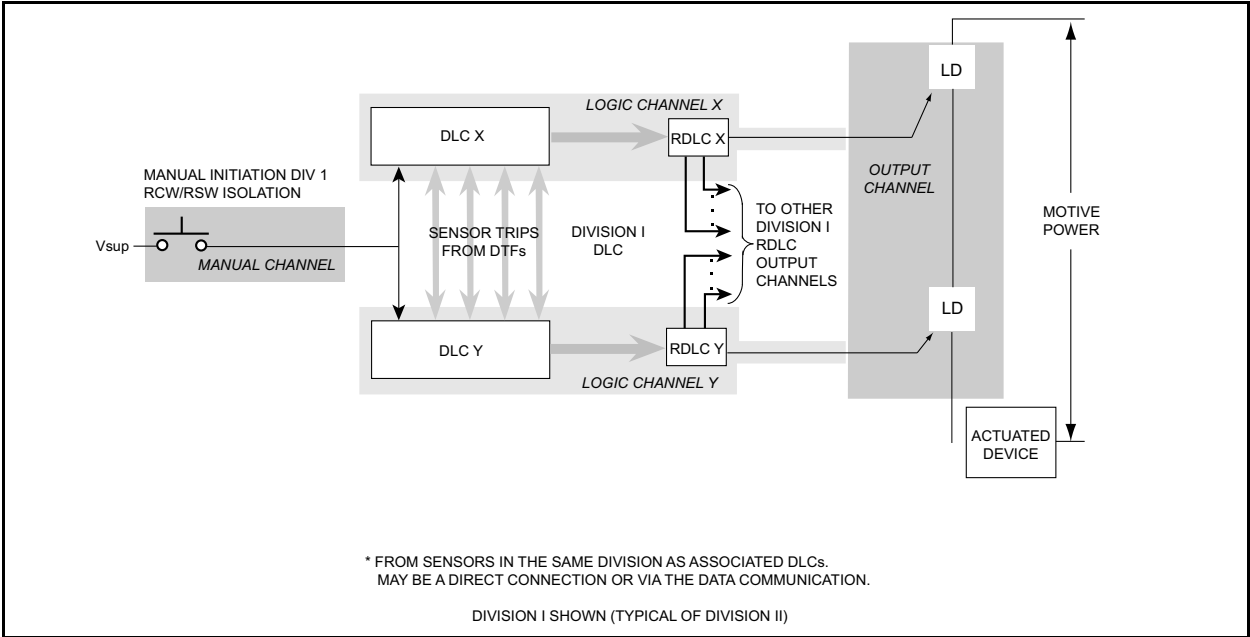 LD
LOGIC CHANNEL X
DLC X
RDLC X
MANUAL INITIATION DIV 1
RCW/RSW ISOLATION
OUTPUT
CHANNEL
Vsup
MANUAL CHANNEL
SENSOR TRIPS
FROM DTFs
DIVISION I
DLC
TO OTHER
DIVISION I
RDLC
OUTPUT
CHANNELS
MOTIVE
POWER
LD
DLC Y
RDLC Y
LOGIC CHANNEL Y
ACTUATED
DEVICE
* FROM SENSORS IN THE SAME DIVISION AS ASSOCIATED DLCs.
MAY BE A DIRECT CONNECTION OR VIA THE DATA COMMUNICATION.
DIVISION I SHOWN (TYPICAL OF DIVISION II)